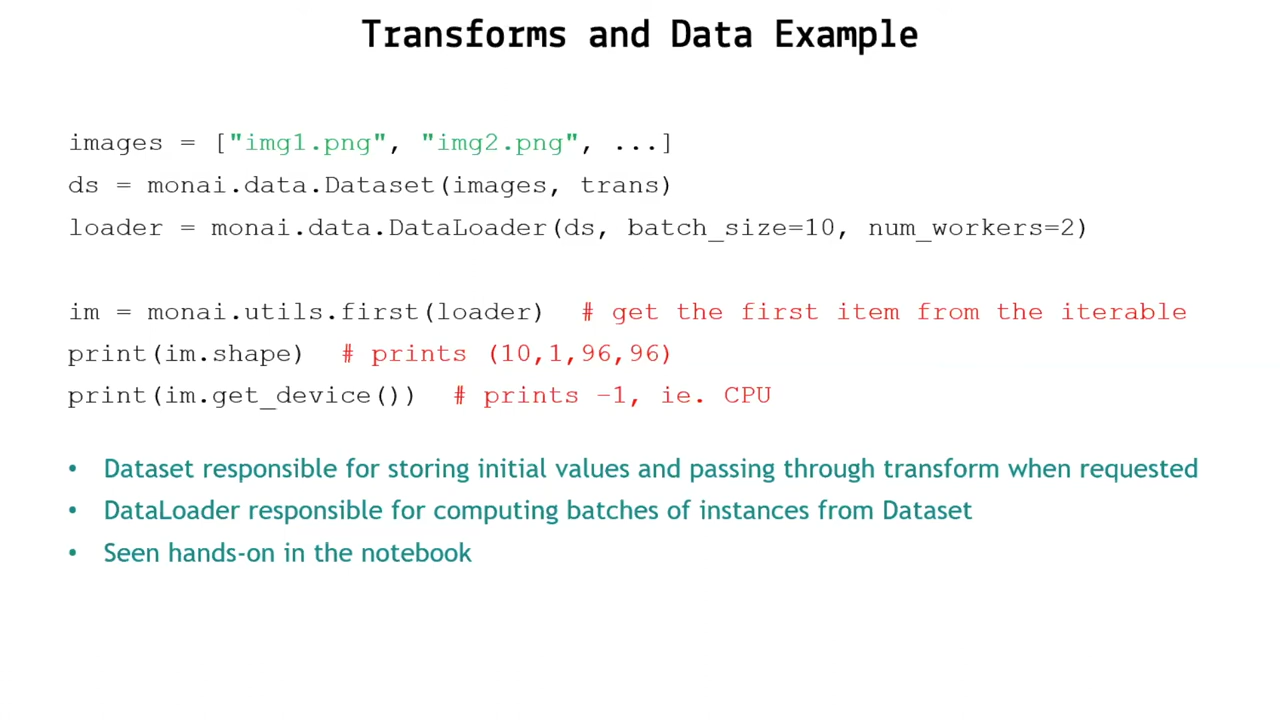 Transforms and Data Example
images = ["img1.png", "img2.png", ...]
ds = monai.data.Dataset(images, trans)
loader = monai.data.DataLoader(ds, batch_size=10, num_workers=2)
im = monai.utils.first(loader) # get the first item from the iterable
print(im.shape) # prints (10,1,96,96)
print(im.get_device()) # prints -1, ie. CPU
• Dataset responsible for storing initial values and passing through transform when requested
• DataLoader responsible for computing batches of instances from Dataset
• Seen hands-on in the notebook